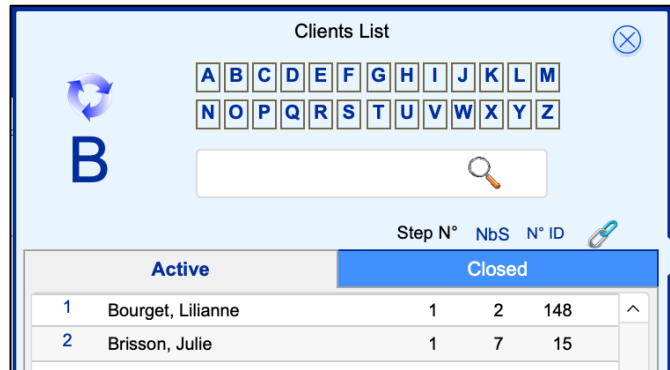 Clients List
A B C D E F G H I J K L M
N O P Q R S T U V W X Y Z
B
Step N° NbS N° ID
Active Closed
1 Bourget, Lilianne 1 2 148
2 Brisson, Julie 1 7 15